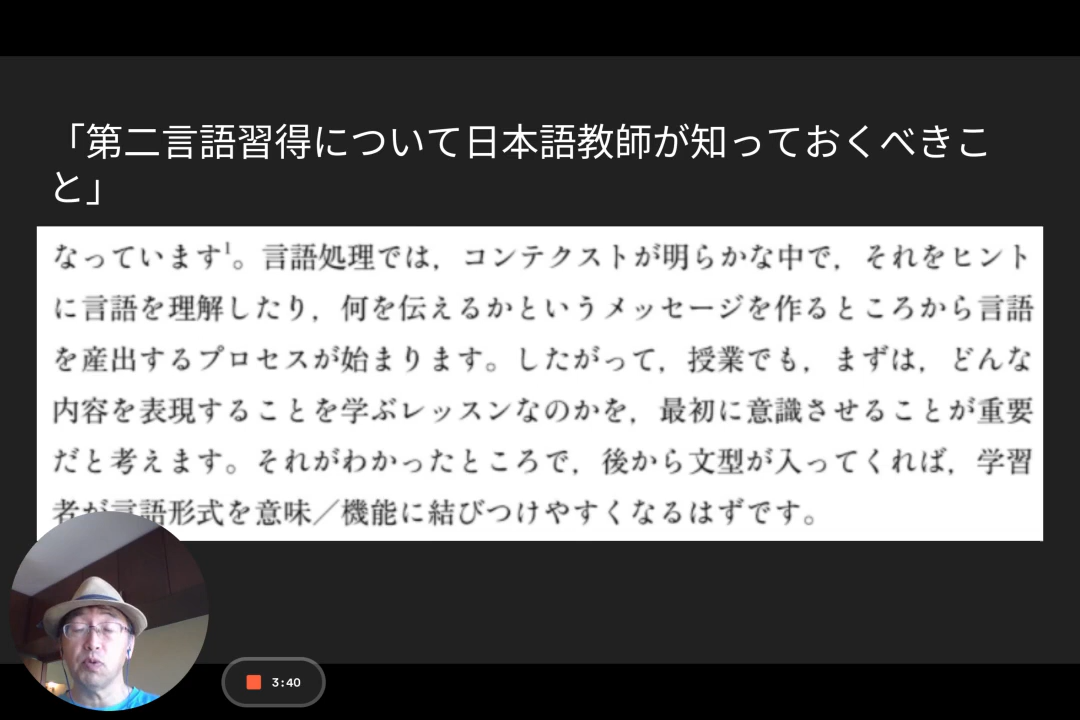 「第二言語習得について日本語教師が知っておくべきこ
と」
なっています1。言語処理では，コンテクストが明らかな中で，それをヒント
に言語を理解したり，何を伝えるかというメッセージを作るところから言語
を産出するプロセスが始まります。したがって，授業でも，まずは，どんな
内容を表現することを学ぶレッスンなのかを，最初に意識させることが重要
だと考えます。それがわかったところで，後から文型が入ってくれば，学習
者が言語形式を意味／機能に結びつけやすくなるはずです。
3:40